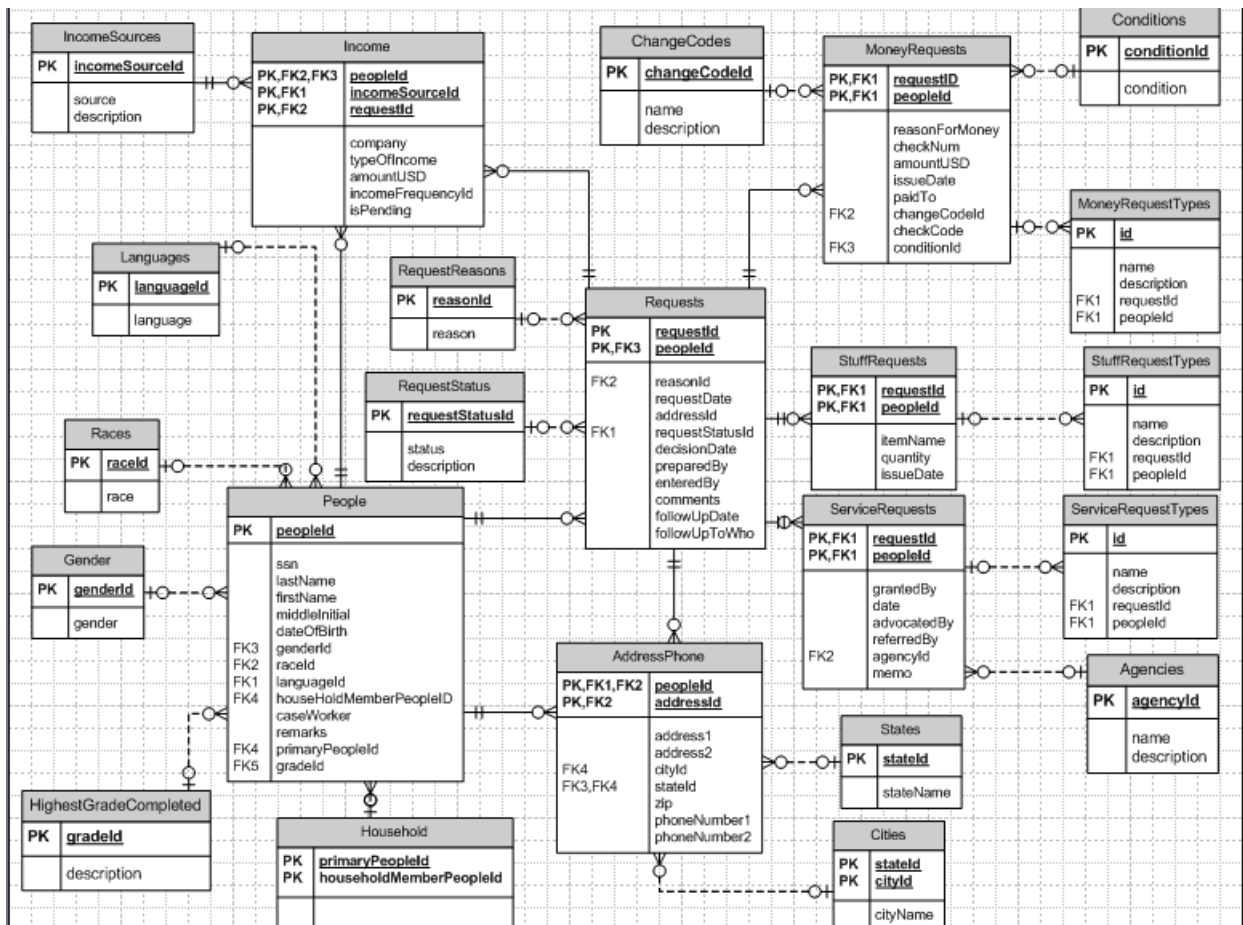 IncomeSources
PK incomeSourceId
source
description
Income
PK,FK2,FK3 peopleId
PK,FK1 incomeSourceId
PK,FK2 requestId
company
typeOfIncome
amountUSD
incomeFrequencyId
isPending
ChangeCodes
PK changeCodeId
name
description
MoneyRequests
PK,FK1 requestID
PK,FK1 peopleId
reasonForMoney
checkNum
amountUSD
issueDate
paidTo
FK2 changeCodeId
checkCode
FK3 conditionId
Conditions
PK conditionId
condition
MoneyRequestTypes
PK id
name
description
FK1 requestId
FK1 peopleId
Languages
PK languageId
language
RequestReasons
PK reasonId
reason
Requests
PK requestId
PK,FK3 peopleId
FK2 reasonId
requestDate
addressId
FK1 requestStatusId
decisionDate
preparedBy
enteredBy
comments
followUpDate
followUpToWho
RequestStatus
PK requestStatusId
status
description
StuffRequests
PK,FK1 requestId
PK,FK1 peopleId
itemName
quantity
issueDate
StuffRequestTypes
PK id
name
description
FK1 requestId
FK1 peopleId
Races
PK raceId
race
People
PK peopleId
ssn
lastName
firstName
middleInitial
dateOfBirth
FK3 genderId
FK2 raceId
FK1 languageId
FK4 houseHoldMemberPeopleID
caseWorker
remarks
FK4 primaryPeopleId
FK5 gradeId
Gender
PK genderId
gender
ServiceRequests
PK,FK1 requestId
PK,FK1 peopleId
grantedBy
date
advocatedBy
referredBy
FK2 agencyId
memo
ServiceRequestTypes
PK id
name
description
FK1 requestId
FK1 peopleId
AddressPhone
PK,FK1,FK2 peopleId
PK,FK2 addressId
address1
address2
FK4 cityId
FK3,FK4 stateId
zip
phoneNumber1
phoneNumber2
Agencies
PK agencyId
name
description
States
PK stateId
stateName
HighestGradeCompleted
PK gradeId
description
Household
PK primaryPeopleId
PK householdMemberPeopleId
Cities
PK stateId
PK cityId
cityName